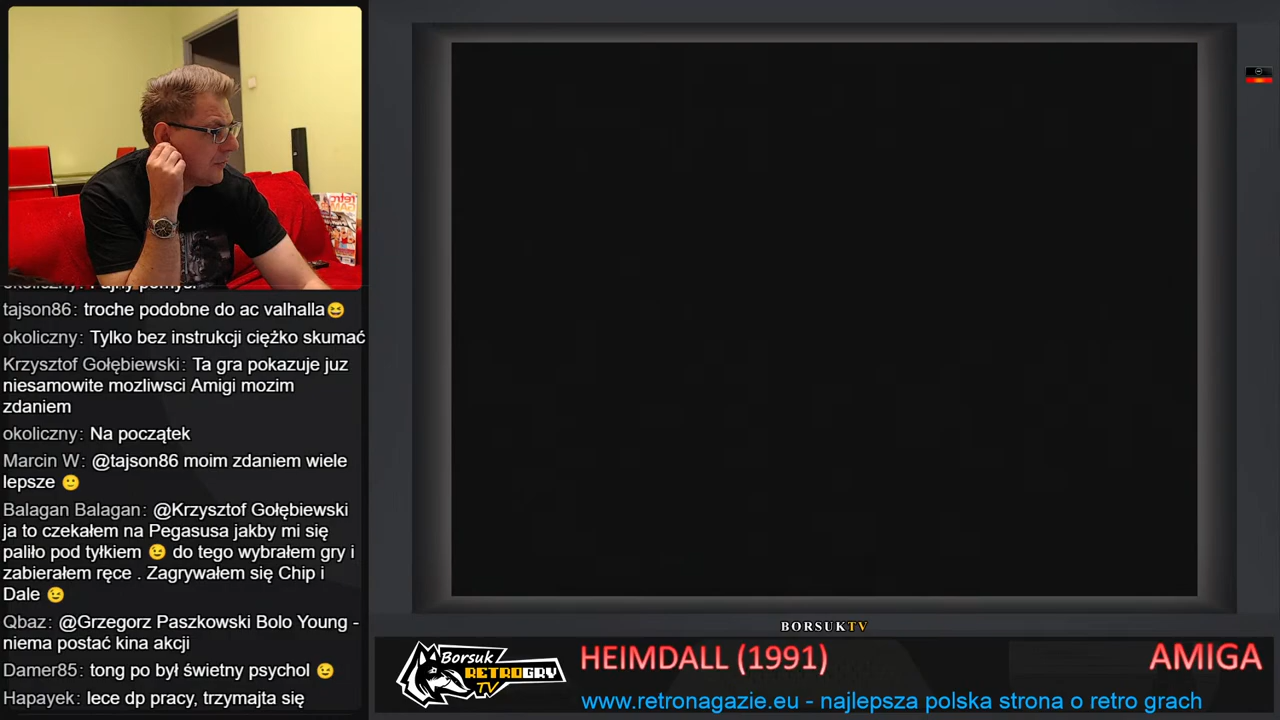 tajson86: troche podobne do ac valhalla😆
okoliczny: Tylko bez instrukcji ciężko skumać
Krzysztof Gołębiewski: Ta gra pokazuje juz
niesamowite mozliwsci Amigi mozim
zdaniem
okoliczny: Na początek
Marcin W: @tajson86 moim zdaniem wiele
lepsze 🙂
Balagan Balagan: @Krzysztof Gołębiewski
ja to czekałem na Pegasusa jakby mi się
paliło pod tyłkiem 😉 do tego wybrałem gry i
zabierałem ręce . Zagrywałem się Chip i
Dale 😉
Qbaz: @Grzegorz Paszkowski Bolo Young -
niema postać kina akcji
Damer85: tong po był świetny psychol 😉
Hapayek: lece dp pracy, trzymajta się
BORSUKTV
Borsuk
RETROGRY
TV
HEIMDALL (1991)
AMIGA
www.retronagazie.eu - najlepsza polska strona o retro grach